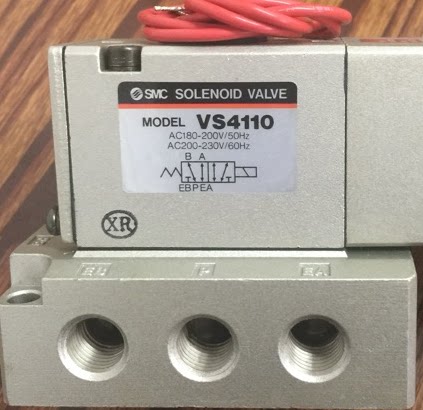 SMC SOLENOID VALVE
MODEL VS4110
AC180-200V/50Hz
AC200-230V/60Hz
B A
EBPEA
XR
EB P EA